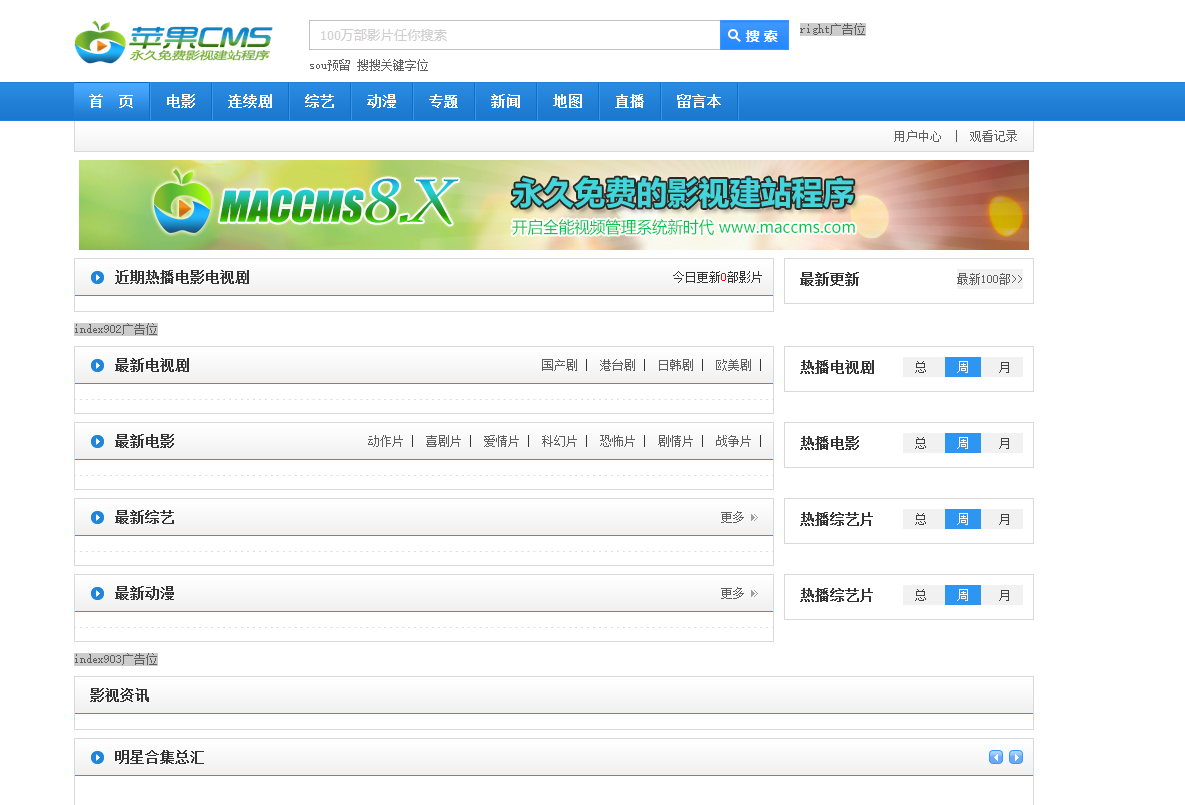 苹果CMS
永久免费影视建站程序
100万部影片任你搜索
搜 索
right广告位
sou预留 搜搜关键字位
首 页 电影 连续剧 综艺 动漫 专题 新闻 地图 直播 留言本
用户中心 | 观看记录
MACCMS8.X
永久免费的影视建站程序
开启全能视频管理系统新时代 www.maccms.com
近期热播电影电视剧 今日更新0部影片
最新更新 最新100部>>
index902广告位
最新电视剧 国产剧 | 港台剧 | 日韩剧 | 欧美剧 |
热播电视剧 总 周 月
最新电影 动作片 | 喜剧片 | 爱情片 | 科幻片 | 恐怖片 | 剧情片 | 战争片 |
热播电影 总 周 月
最新综艺 更多
热播综艺片 总 周 月
最新动漫 更多
热播综艺片 总 周 月
index903广告位
影视资讯
明星合集总汇